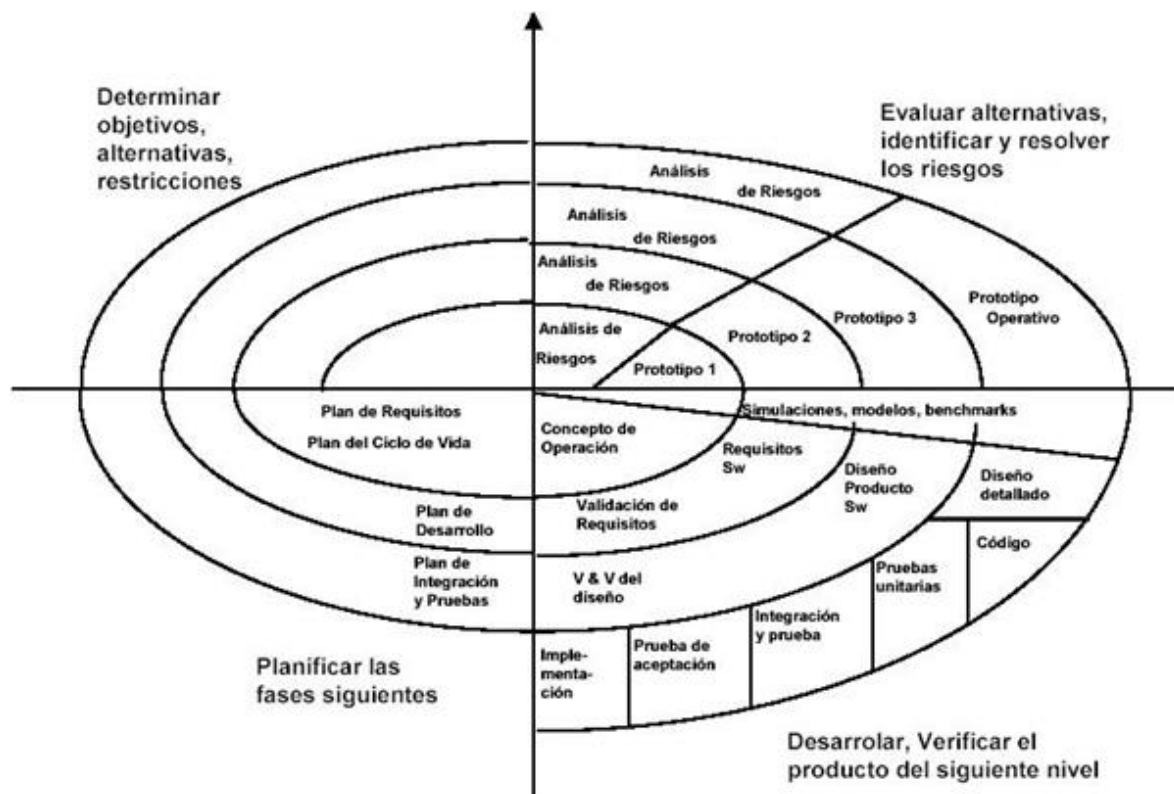 Determinar
objetivos,
alternativas,
restricciones
Evaluar alternativas,
identificar y resolver
los riesgos
Análisis
de Riesgos
Análisis
de Riesgos
Análisis
de Riesgos
Análisis de
Riesgos
Prototipo 1
Prototipo 2
Prototipo 3
Prototipo
Operativo
Simulaciones, modelos, benchmarks
Plan de Requisitos
Plan del Ciclo de Vida
Concepto de
Operación
Requisitos
Sw
Diseño
Producto
Sw
Diseño
detallado
Plan de
Desarrollo
Validación de
Requisitos
Código
Plan de
Integración
y Pruebas
V & V del
diseño
Pruebas
unitarias
Integración
y prueba
Prueba de
aceptación
Imple-
menta-
ción
Planificar las
fases siguientes
Desarrolar, Verificar el
producto del siguiente nivel